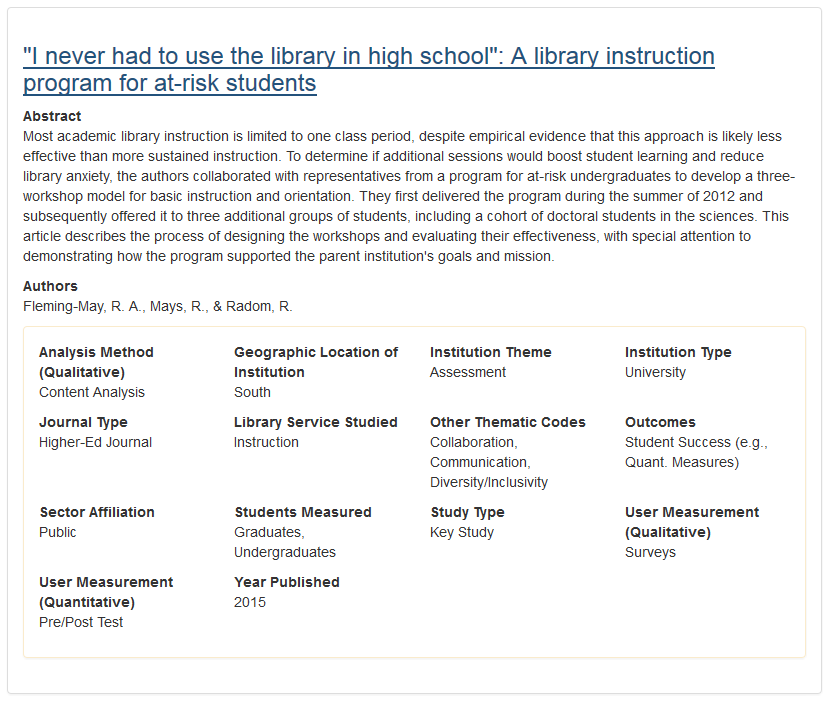 "I never had to use the library in high school": A library instruction
program for at-risk students
Abstract
Most academic library instruction is limited to one class period, despite empirical evidence that this approach is likely less
effective than more sustained instruction. To determine if additional sessions would boost student learning and reduce
library anxiety, the authors collaborated with representatives from a program for at-risk undergraduates to develop a three-
workshop model for basic instruction and orientation. They first delivered the program during the summer of 2012 and
subsequently offered it to three additional groups of students, including a cohort of doctoral students in the sciences. This
article describes the process of designing the workshops and evaluating their effectiveness, with special attention to
demonstrating how the program supported the parent institution's goals and mission.
Authors
Fleming-May, R. A., Mays, R., & Radom, R.
Analysis Method
(Qualitative)
Content Analysis
Geographic Location of
Institution
South
Institution Theme
Assessment
Institution Type
University
Journal Type
Higher-Ed Journal
Library Service Studied
Instruction
Other Thematic Codes
Collaboration,
Communication,
Diversity/Inclusivity
Outcomes
Student Success (e.g.,
Quant. Measures)
Sector Affiliation
Public
Students Measured
Graduates,
Undergraduates
Study Type
Key Study
User Measurement
(Qualitative)
Surveys
User Measurement
(Quantitative)
Pre/Post Test
Year Published
2015